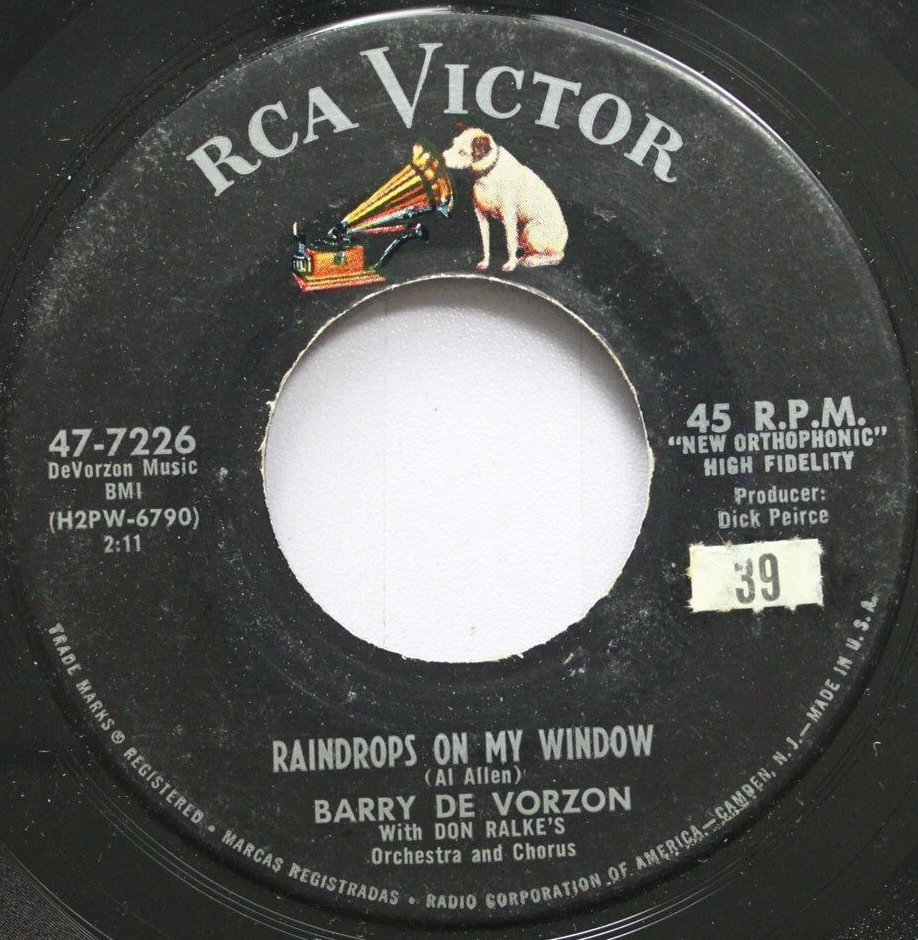 RCA VICTOR
47-7226
DeVorzon Music
BMI
(H2PW-6790)
2:11
45 R.P.M.
"NEW ORTHOPHONIC"
HIGH FIDELITY
Producer:
Dick Peirce
39
RAINDROPS ON MY WINDOW
(Al Allen)
BARRY DE VORZON
With DON RALKE'S
Orchestra and Chorus
TRADE MARKS ® REGISTERED • MARCAS REGISTRADAS • RADIO CORPORATION OF AMERICA—CAMDEN, N. J.—MADE IN U. S. A.